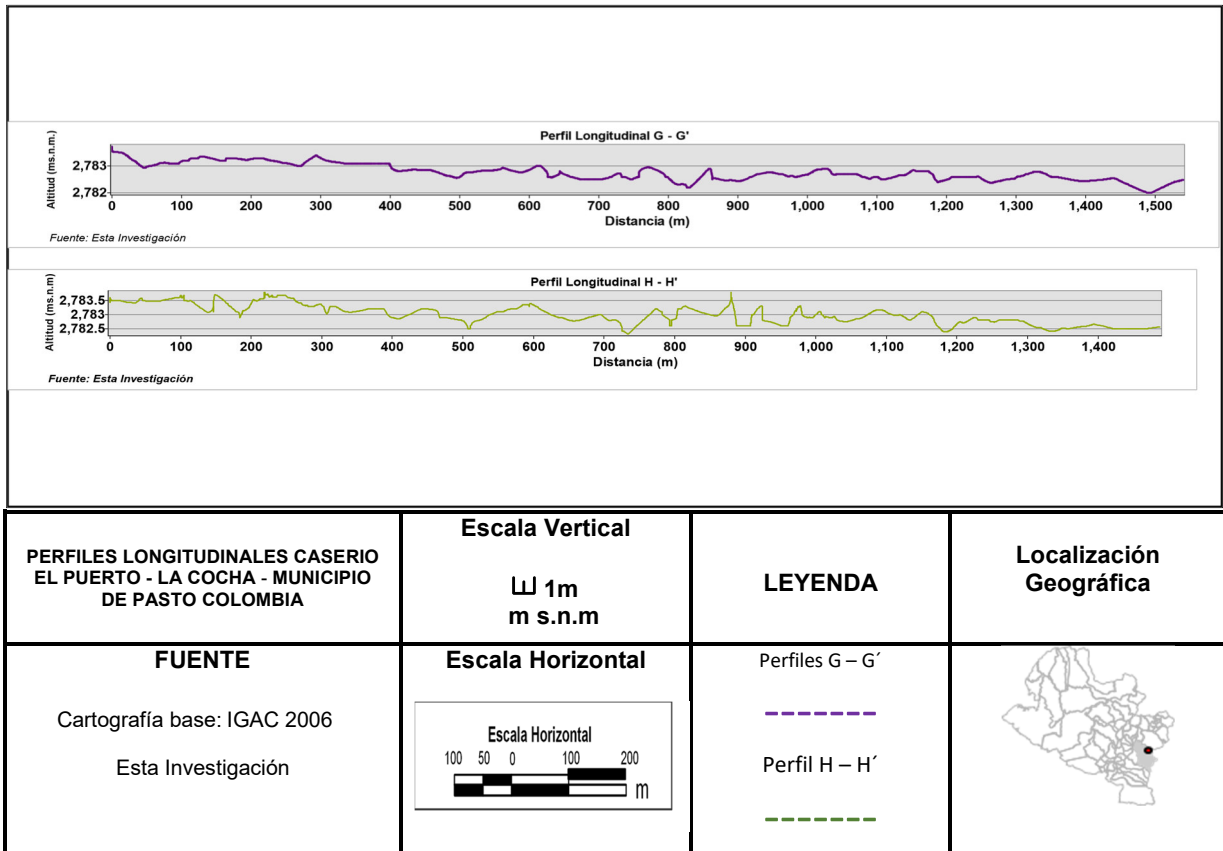 Perfil Longitudinal G - G'
Altitud (ms.n.m.)
2,783
2,782
0 100 200 300 400 500 600 700 800 900 1,000 1,100 1,200 1,300 1,400 1,500
Distancia (m)
Fuente: Esta Investigación
Perfil Longitudinal H - H'
Altitud (ms.n.m)
2,783.5
2,783
2,782.5
0 100 200 300 400 500 600 700 800 900 1,000 1,100 1,200 1,300 1,400
Distancia (m)
Fuente: Esta Investigación
PERFILES LONGITUDINALES CASERIO
EL PUERTO - LA COCHA - MUNICIPIO
DE PASTO COLOMBIA
Escala Vertical
1m
m s.n.m
LEYENDA
Localización
Geográfica
FUENTE
Cartografía base: IGAC 2006
Esta Investigación
Escala Horizontal
Escala Horizontal
100 50 0 100 200
m
Perfiles G – G´
Perfil H – H´